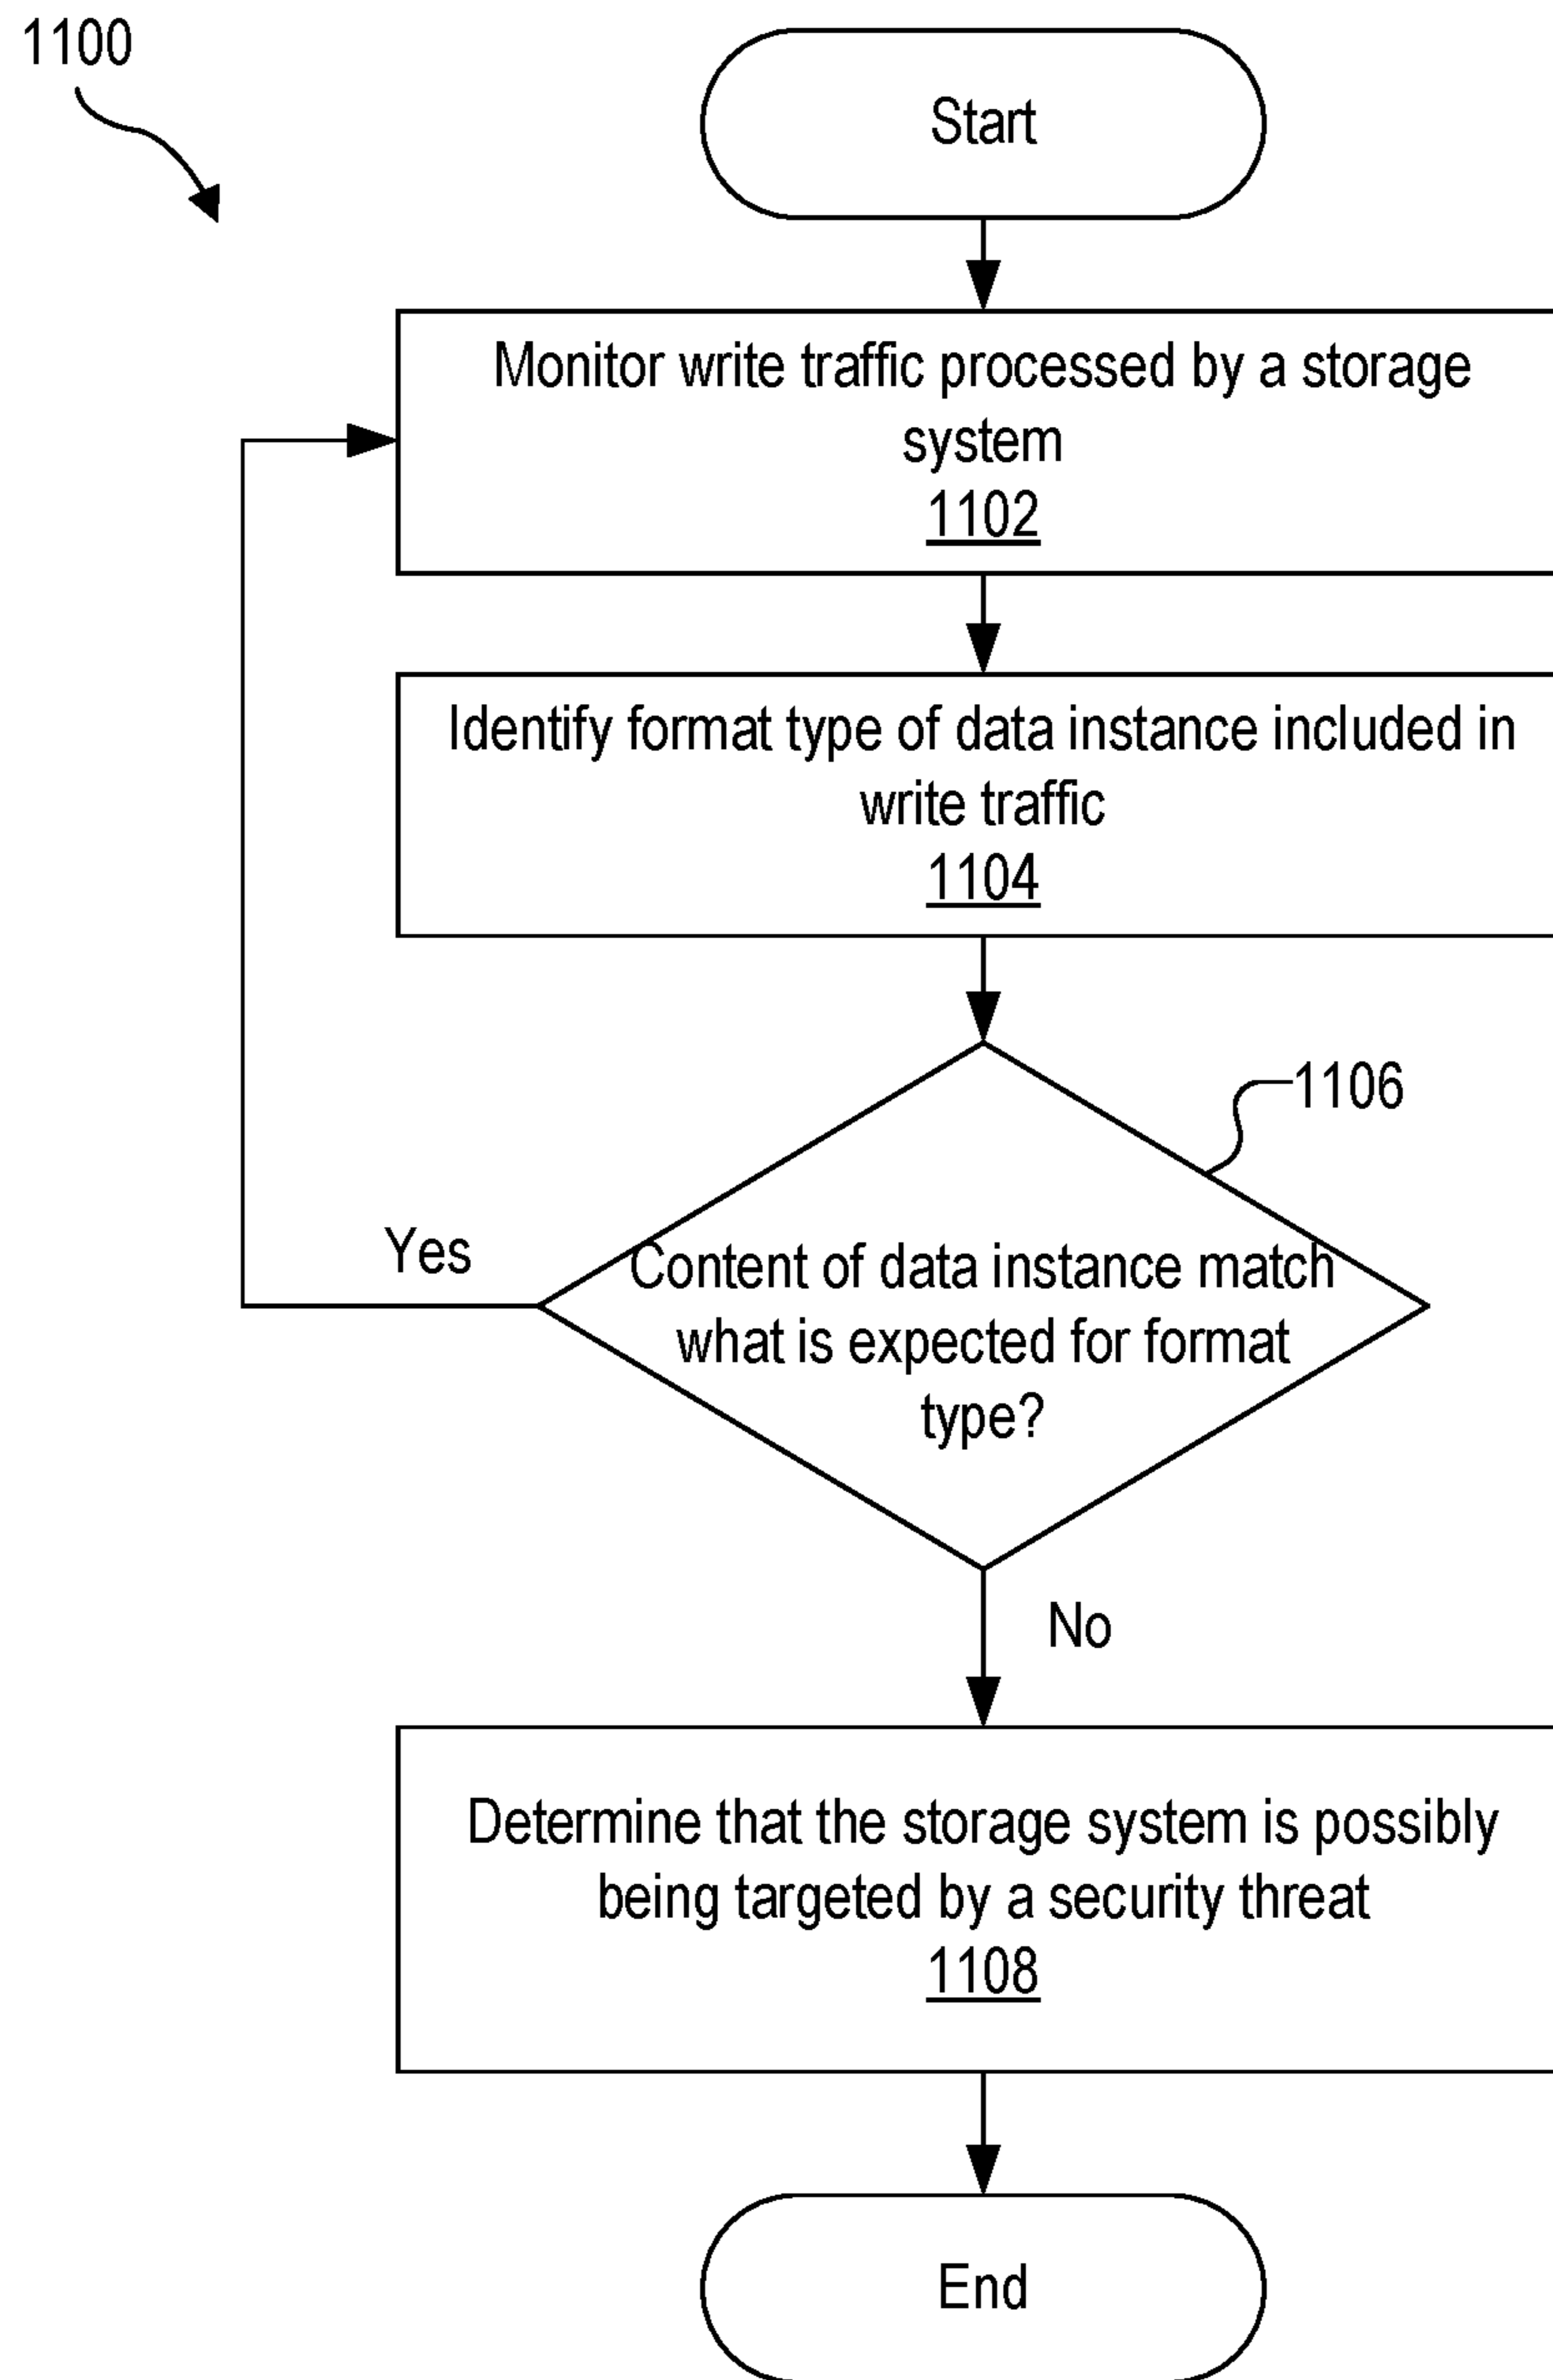 1100
Start
Monitor write traffic processed by a storage
system
1102
Identify format type of data instance included in
write traffic
1104
1106
Yes
Content of data instance match
what is expected for format
type?
No
Determine that the storage system is possibly
being targeted by a security threat
1108
End